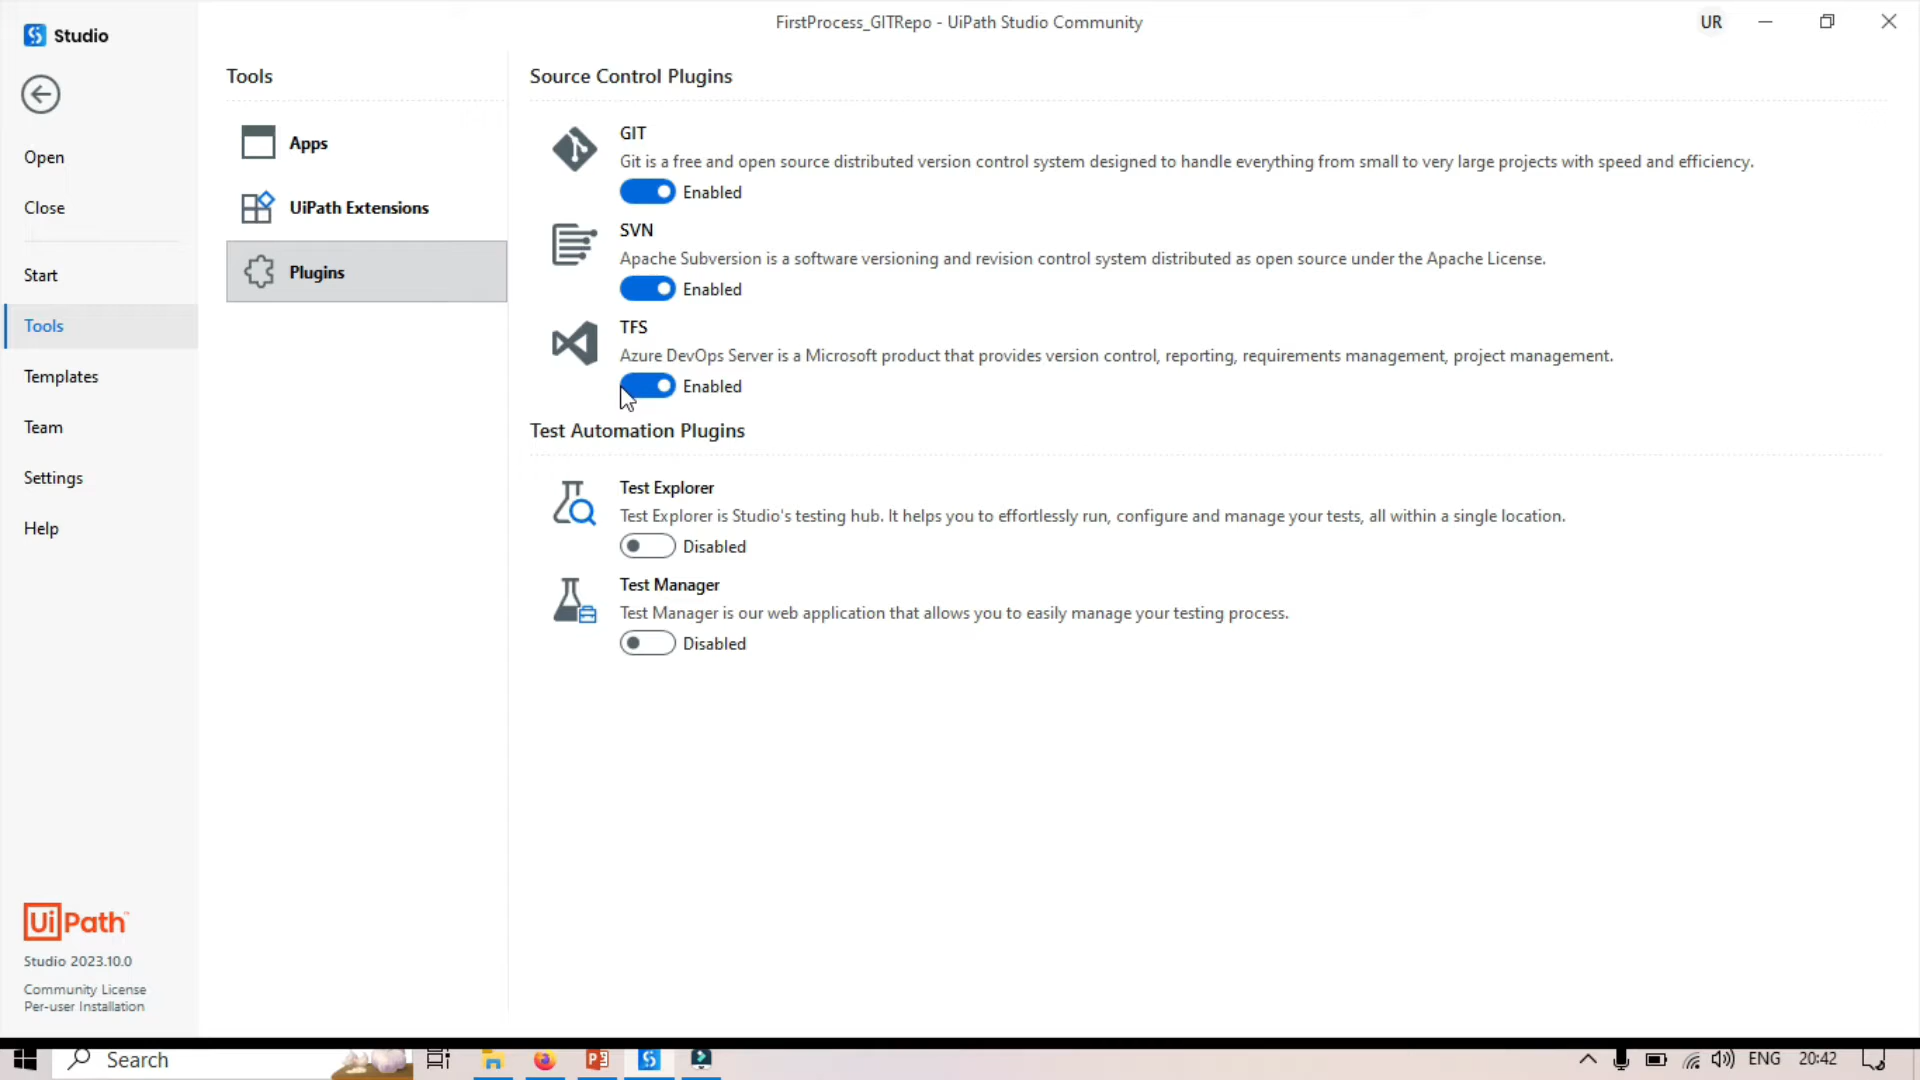 Studio
FirstProcess_GITRepo - UiPath Studio Community
UR
Open
Close
Start
Tools
Templates
Team
Settings
Help
UiPath
Studio 2023.10.0
Community License
Per-user Installation
Tools
Apps
UiPath Extensions
Plugins
Source Control Plugins
GIT
Git is a free and open source distributed version control system designed to handle everything from small to very large projects with speed and efficiency.
Enabled
SVN
Apache Subversion is a software versioning and revision control system distributed as open source under the Apache License.
Enabled
TFS
Azure DevOps Server is a Microsoft product that provides version control, reporting, requirements management, project management.
Enabled
Test Automation Plugins
Test Explorer
Test Explorer is Studio's testing hub. It helps you to effortlessly run, configure and manage your tests, all within a single location.
Disabled
Test Manager
Test Manager is our web application that allows you to easily manage your testing process.
Disabled
Search
ENG
20:42